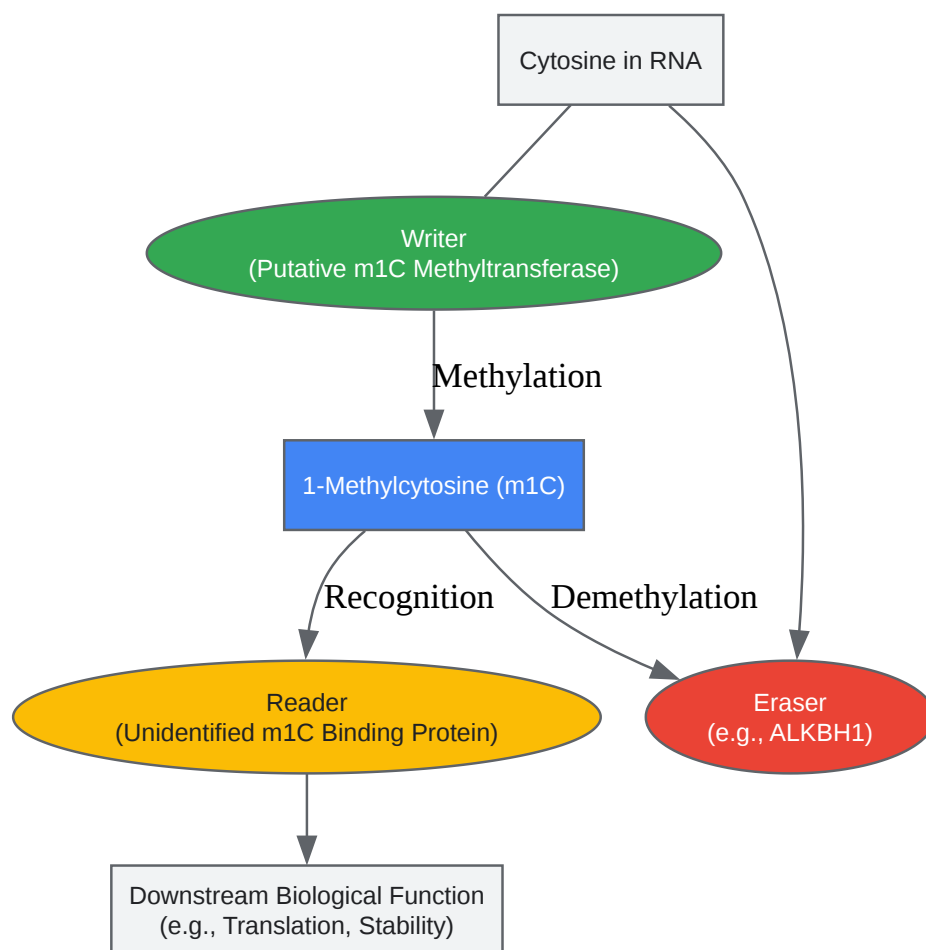 Cytosine in RNA
Writer
(Putative m1C Methyltransferase)
Methylation
1-Methylcytosine (m1C)
Recognition
Demethylation
Reader
(Unidentified m1C Binding Protein)
Eraser
(e.g., ALKBH1)
Downstream Biological Function
(e.g., Translation, Stability)